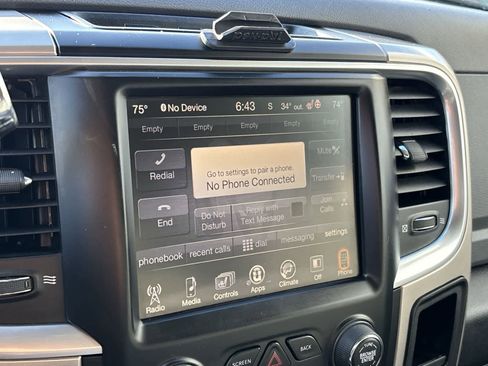 75° No Device 6:43 S 34° out. 74°
Empty Empty Empty Empty Empty
Redial
Go to settings to pair a phone.
No Phone Connected
Mute
Transfer
End
Do Not Disturb
Reply with Text Message
Join Calls
phonebook recent calls dial messaging settings
Radio Media Controls Apps Climate Off Phone
SCREEN
TUNE
BROWSE
ENTER